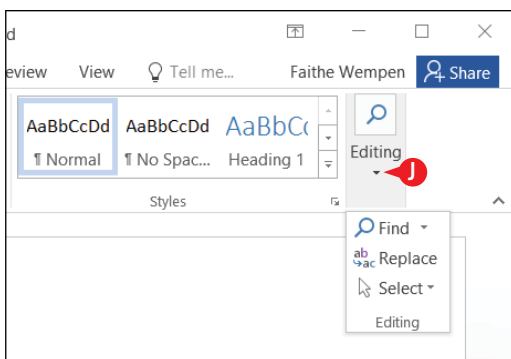 d
eview View Tell me... Faithe Wempen Share
AaBbCcDd AaBbCcDd AaBbCc
¶ Normal ¶ No Spac... Heading 1
Editing
J
Styles
Find
ab
ac Replace
Select
Editing